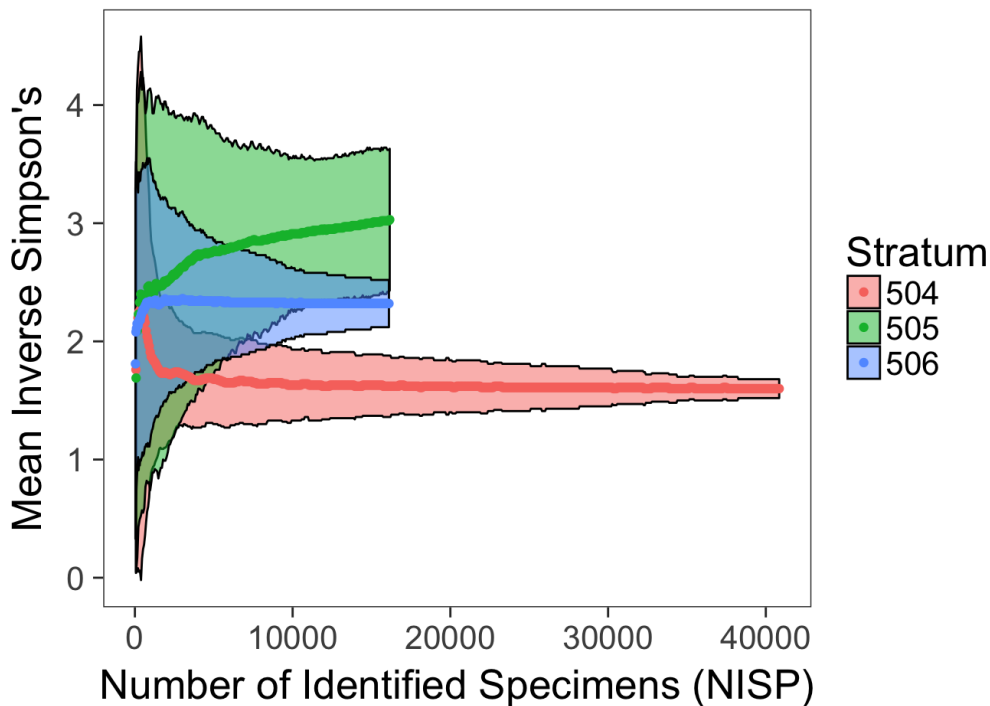 Mean Inverse Simpson's
4
3
2
1
0
0 10000 20000 30000 40000
Number of Identified Specimens (NISP)
Stratum
504
505
506